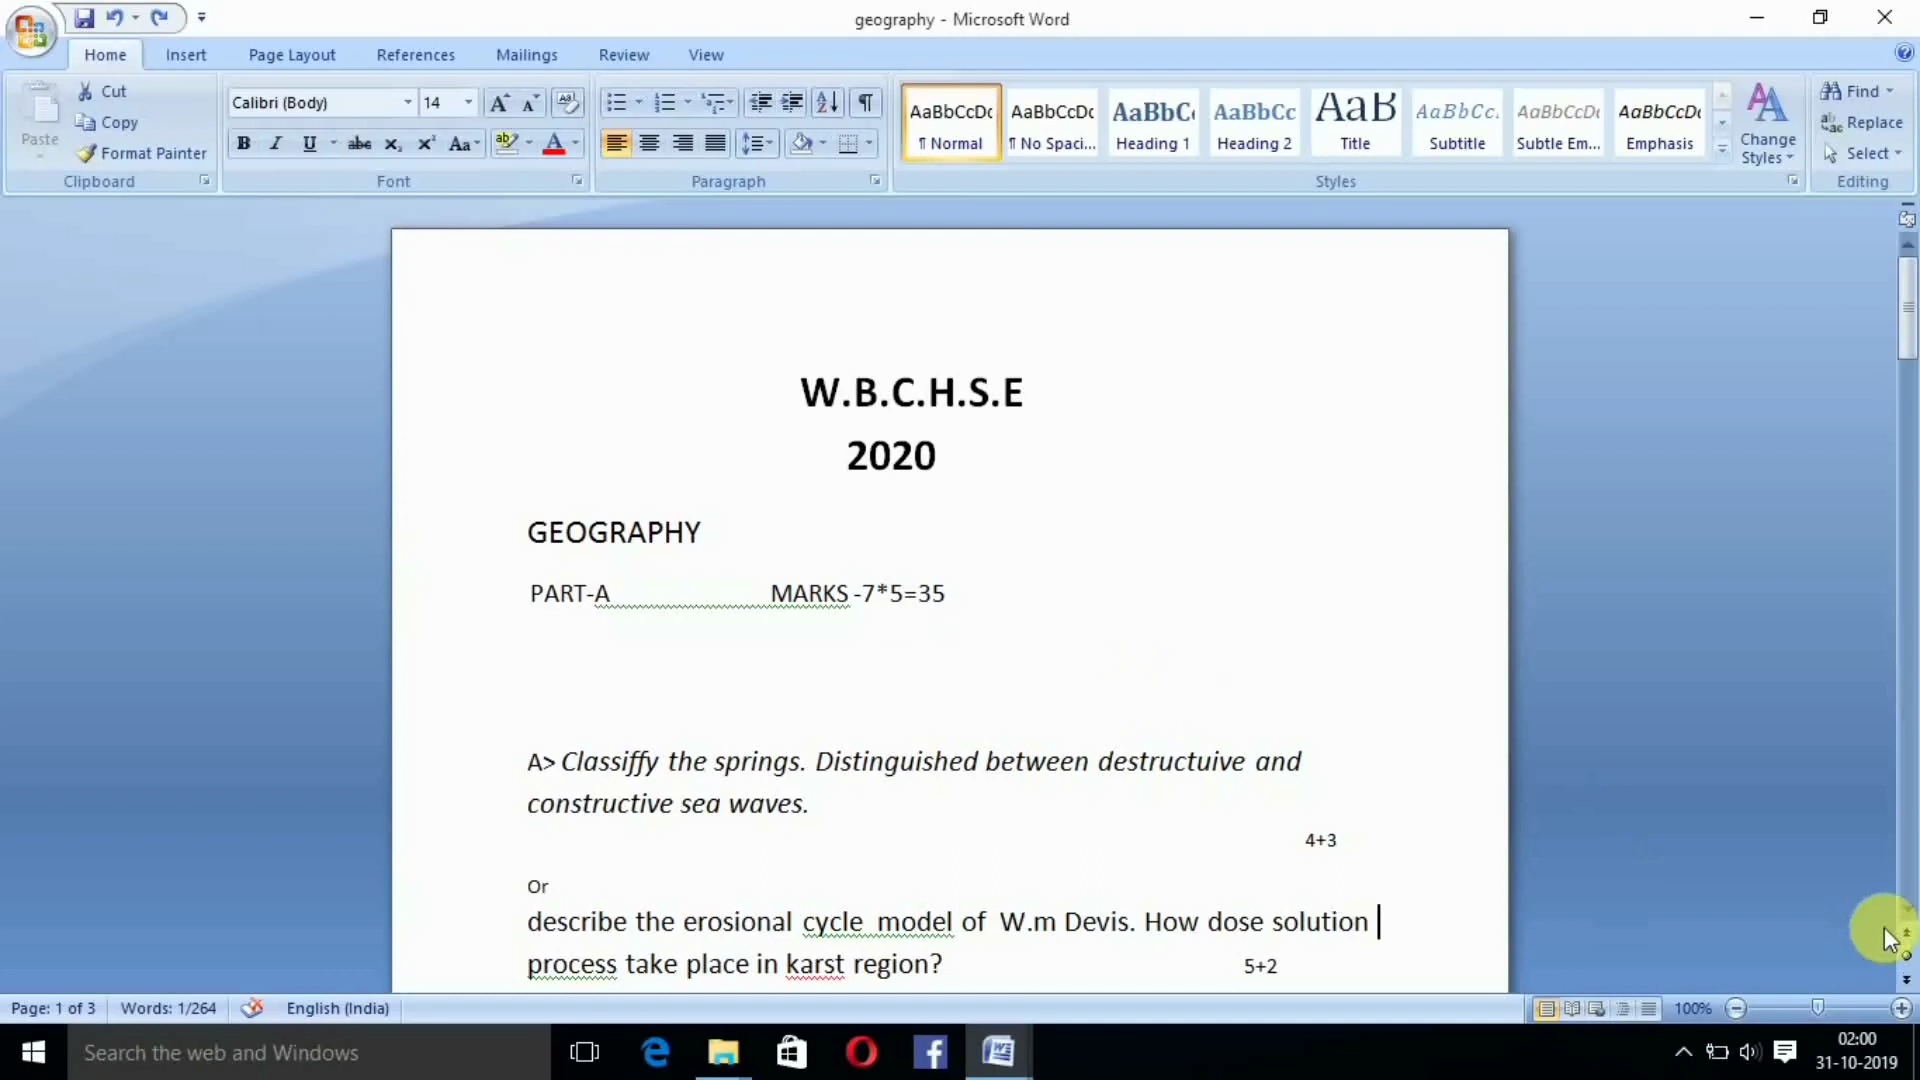 geography - Microsoft Word
Home Insert Page Layout References Mailings Review View
Paste
Cut
Copy
Format Painter
Clipboard
Calibri (Body) 14
Font
Paragraph
AaBbCcDc AaBbCcDc AaBbC AaBbCc AaB AaBbCc. AaBbCcDc AaBbCcDc
¶ Normal ¶ No Spaci... Heading 1 Heading 2 Title Subtitle Subtle Em... Emphasis
Change Styles
Styles
Find
Replace
Select
Editing
W.B.C.H.S.E
2020
GEOGRAPHY
PART-A MARKS -7*5=35
A> Classiffy the springs. Distinguished between destructuive and
constructive sea waves.
4+3
Or
describe the erosional cycle model of W.m Devis. How dose solution
process take place in karst region? 5+2
Page: 1 of 3 Words: 1/264 English (India) 100%
Search the web and Windows
02:00
31-10-2019